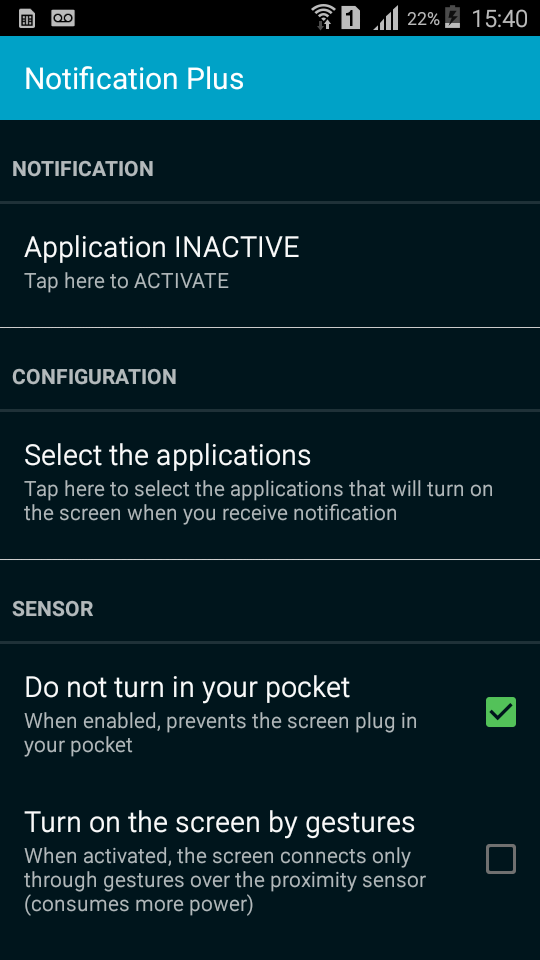 1 22% 15:40
Notification Plus
NOTIFICATION
Application INACTIVE
Tap here to ACTIVATE
CONFIGURATION
Select the applications
Tap here to select the applications that will turn on
the screen when you receive notification
SENSOR
Do not turn in your pocket
When enabled, prevents the screen plug in
your pocket
Turn on the screen by gestures
When activated, the screen connects only
through gestures over the proximity sensor
(consumes more power)